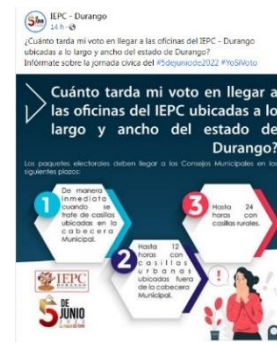 IEPC - Durango
14 h
¿Cuánto tarda mi voto en llegar a las oficinas del IEPC - Durango
ubicadas a lo largo y ancho del estado de Durango?
Infórmate sobre la jornada cívica del #5dejuniode2022 #YoSíVoto
Cuánto tarda mi voto en llegar a
las oficinas del IEPC ubicadas a lo
largo y ancho del estado de
Durango?
Los paquetes electorales deben llegar a los Consejos Municipales en los
siguientes plazos:
1
De manera
inmediata
cuando se
trate de casillas
ubicadas en la
cabecera
Municipal.
2
Hasta 12
horas con
casillas
urbanas
ubicadas fuera
de la cabecera
Municipal.
3
Hasta 24
horas con
casillas rurales.
IEPC
DURANGO
5 DE
JUNIO